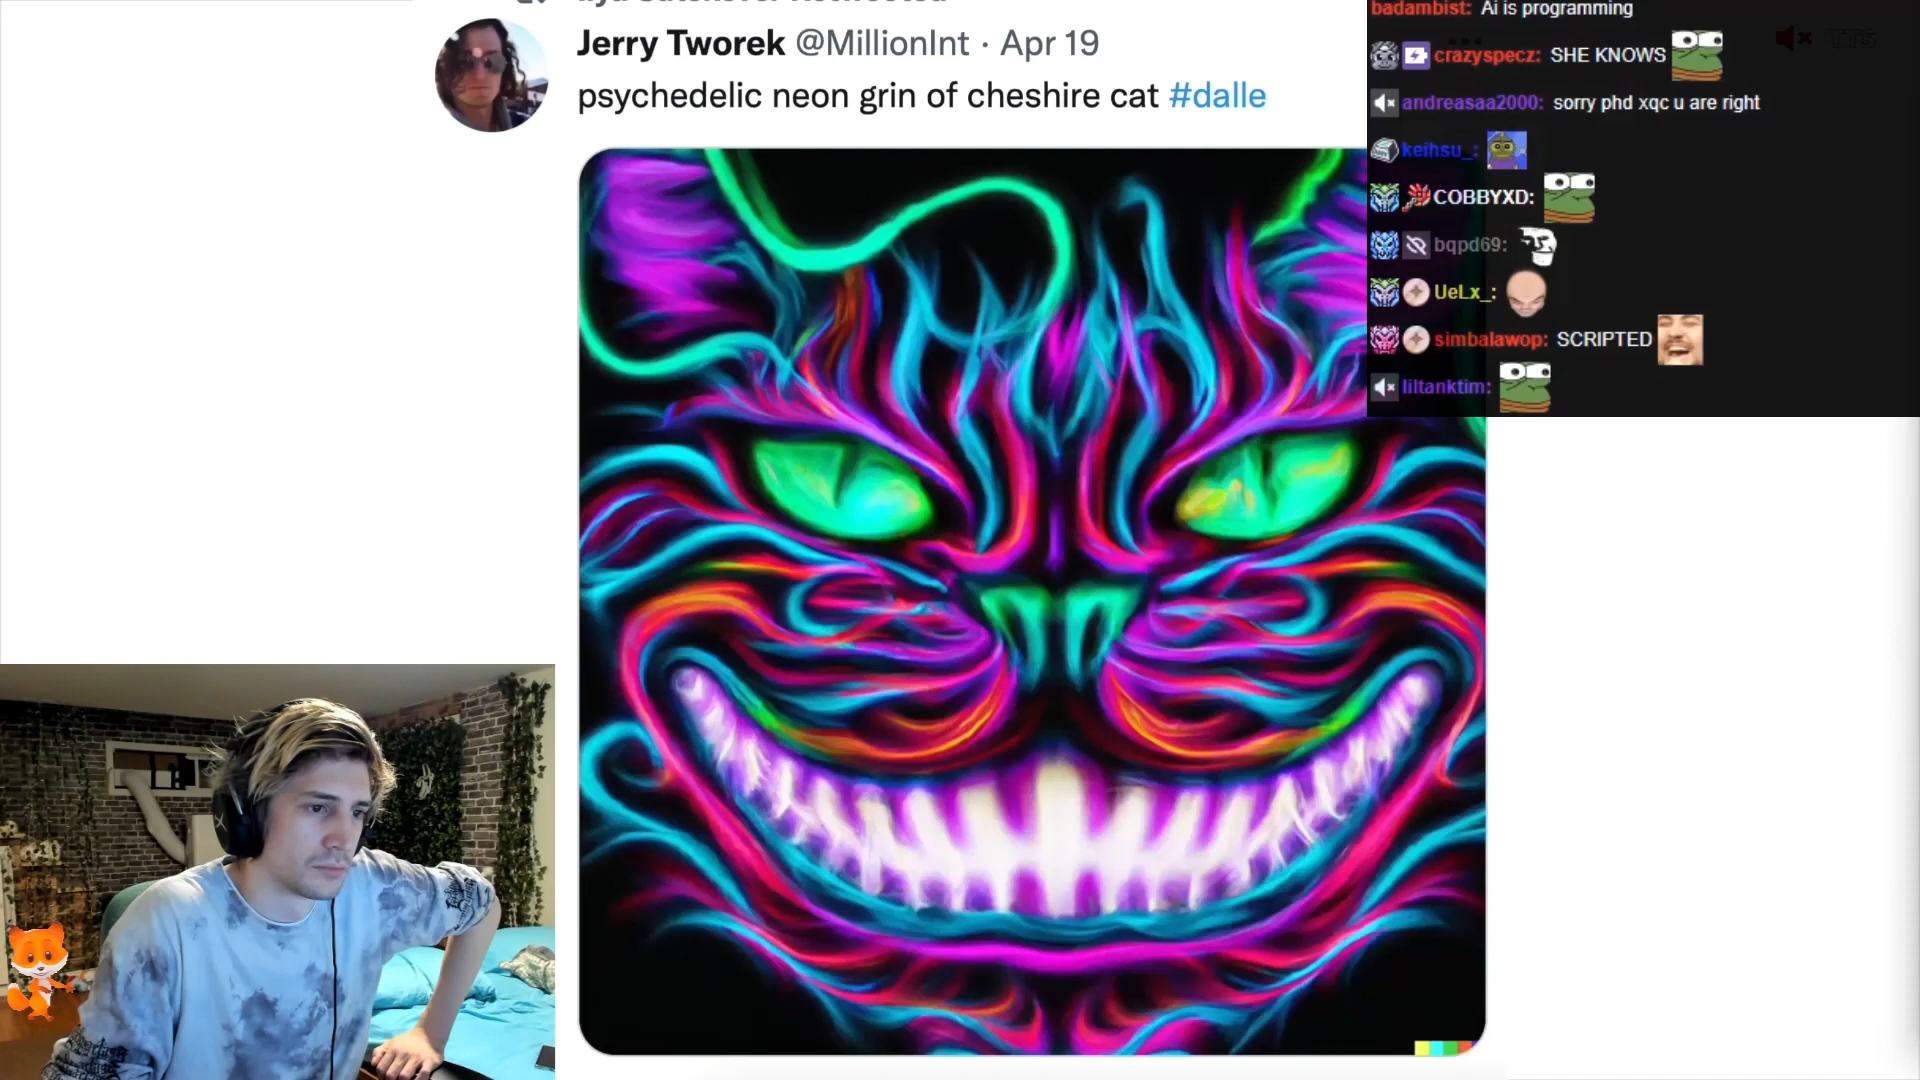 Jerry Tworek @MillionInt · Apr 19
psychedelic neon grin of cheshire cat #dalle
badambist: Ai is programming
crazyspecz: SHE KNOWS
andreasaa2000: sorry phd xqc u are right
keihsu_:
COBBYXD:
bqpd69:
UeLx_:
simbalawop: SCRIPTED
liltanktim: